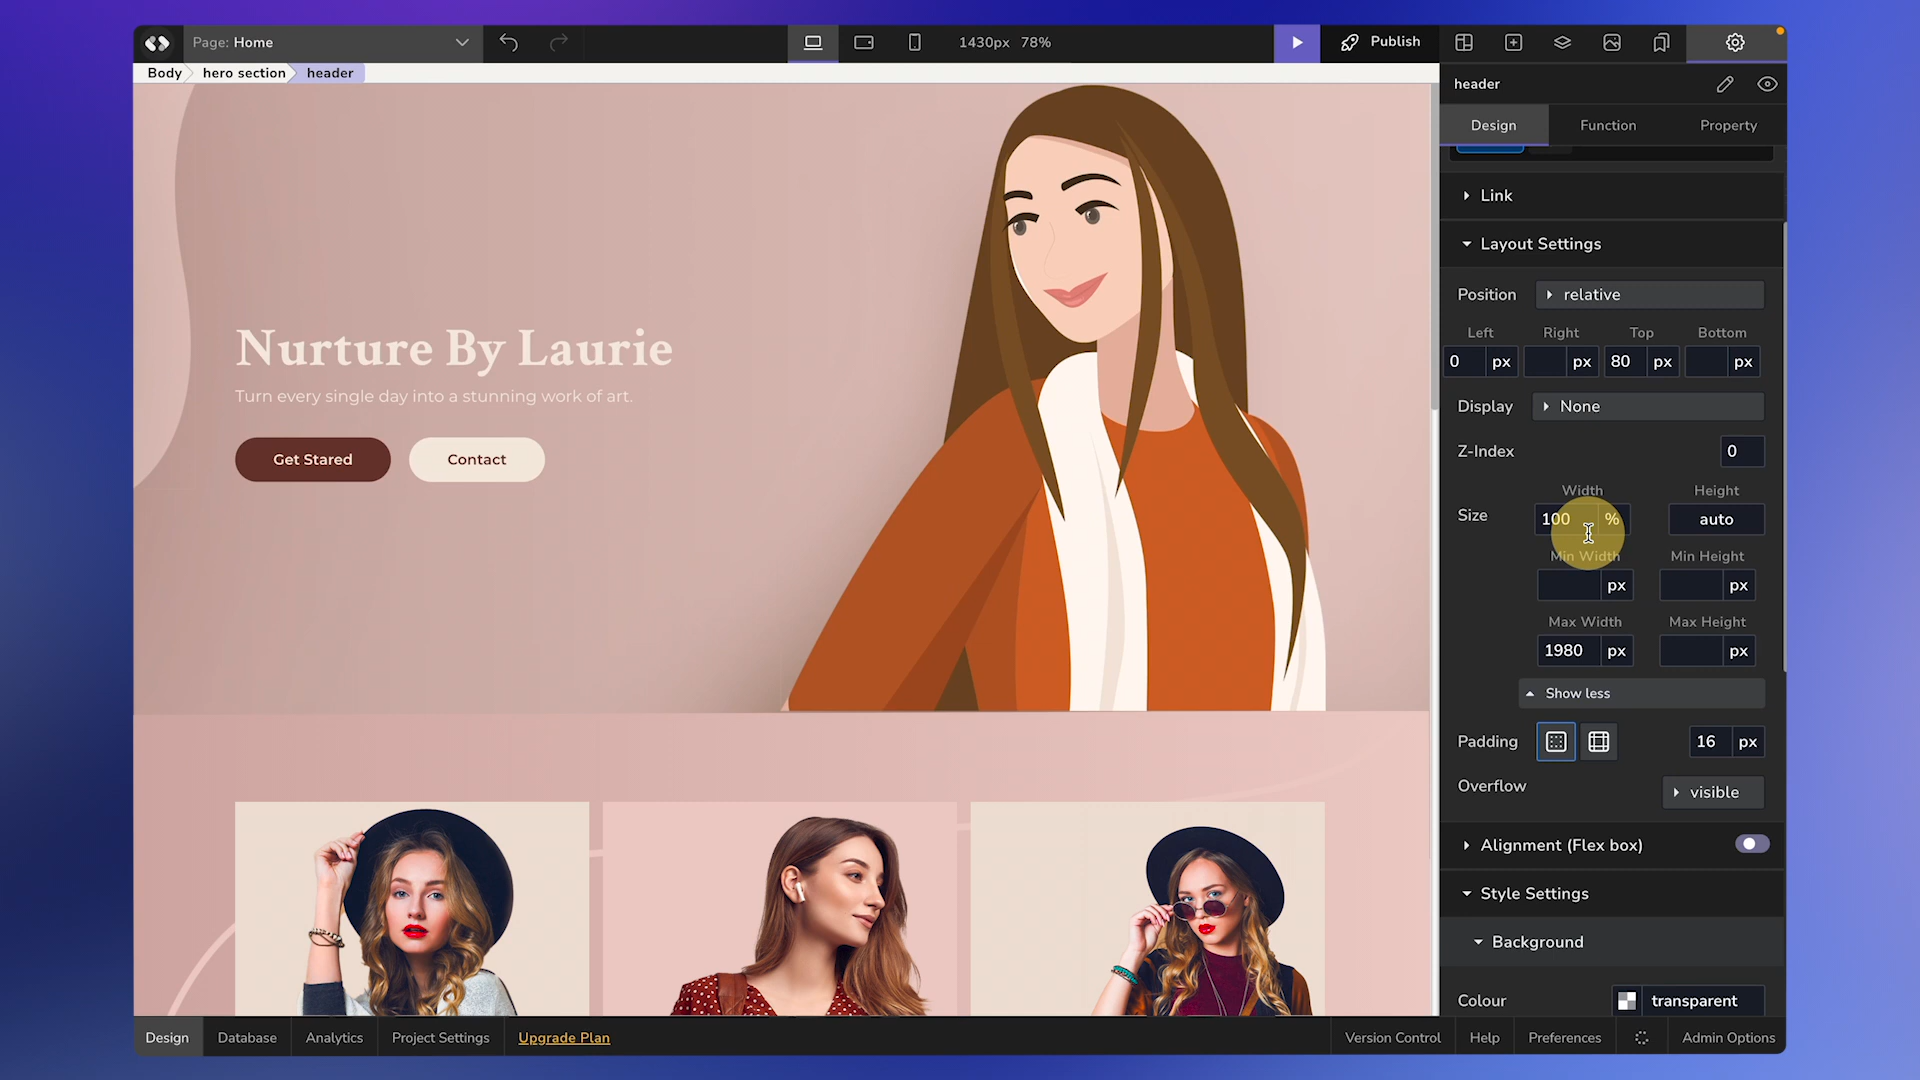 Page: Home
1430px 78%
Publish
Body hero section header
header
Design Function Property
Link
Layout Settings
Position relative
Left Right Top Bottom
0 px px 80 px px
Display None
Z-Index 0
Width Height
Size 100 % auto
Min Width Min Height
px px
Max Width Max Height
1980 px px
Show less
Padding 16 px
Overflow visible
Alignment (Flex box)
Style Settings
Background
Colour transparent
Nurture By Laurie
Turn every single day into a stunning work of art.
Get Stared Contact
Design Database Analytics Project Settings Upgrade Plan Version Control Help Preferences Admin Options